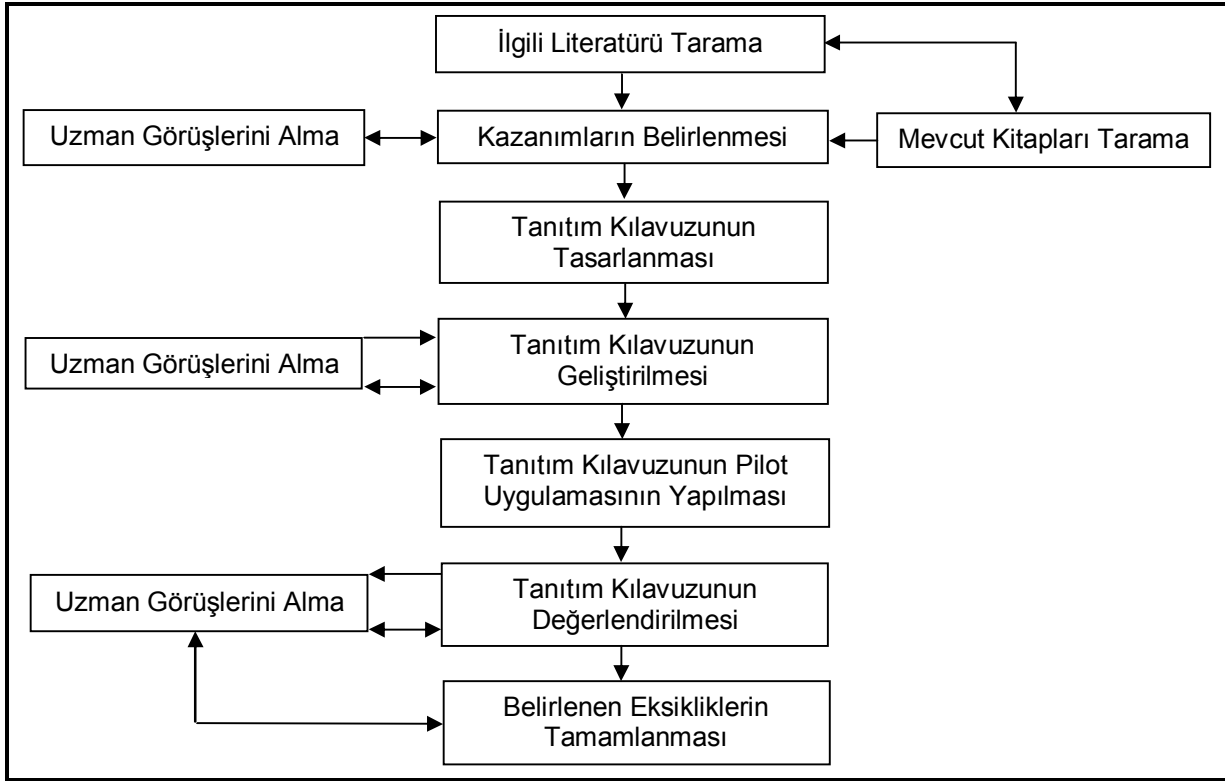 İlgili Literatürü Tarama
Uzman Görüşlerini Alma
Kazanımların Belirlenmesi
Mevcut Kitapları Tarama
Tanıtım Kılavuzunun
Tasarlanması
Uzman Görüşlerini Alma
Tanıtım Kılavuzunun
Geliştirilmesi
Tanıtım Kılavuzunun Pilot
Uygulamasının Yapılması
Uzman Görüşlerini Alma
Tanıtım Kılavuzunun
Değerlendirilmesi
Belirlenen Eksikliklerin
Tamamlanması